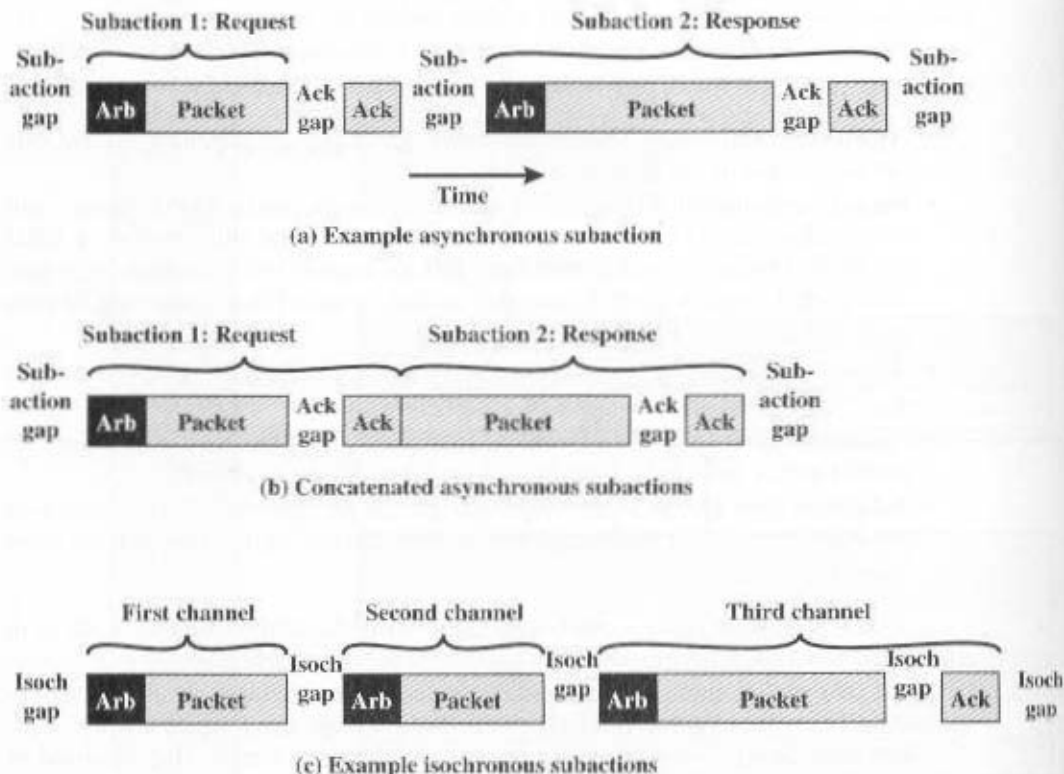 Subaction 1: Request
Subaction 2: Response
Sub-
action
gap
Arb
Packet
Ack
gap
Ack
Sub-
action
gap
Arb
Packet
Ack
gap
Ack
Sub-
action
gap
Time
(a) Example asynchronous subaction
Subaction 1: Request
Subaction 2: Response
Sub-
action
gap
Arb
Packet
Ack
gap
Ack
Packet
Ack
gap
Ack
Sub-
action
gap
(b) Concatenated asynchronous subactions
First channel
Second channel
Third channel
Isoch
gap
Arb
Packet
Isoch
gap
Arb
Packet
Isoch
gap
Arb
Packet
Isoch
gap
Ack
Isoch
gap
(c) Example isochronous subactions